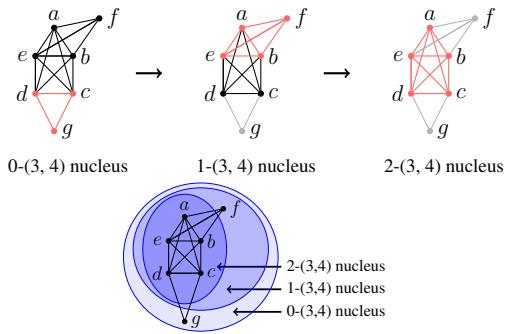 a f a f a f
e b e b e b
d c d c d c
g g g
0-(3, 4) nucleus 1-(3, 4) nucleus 2-(3, 4) nucleus
a f
e b
d c 2-(3,4) nucleus
1-(3,4) nucleus
g 0-(3,4) nucleus